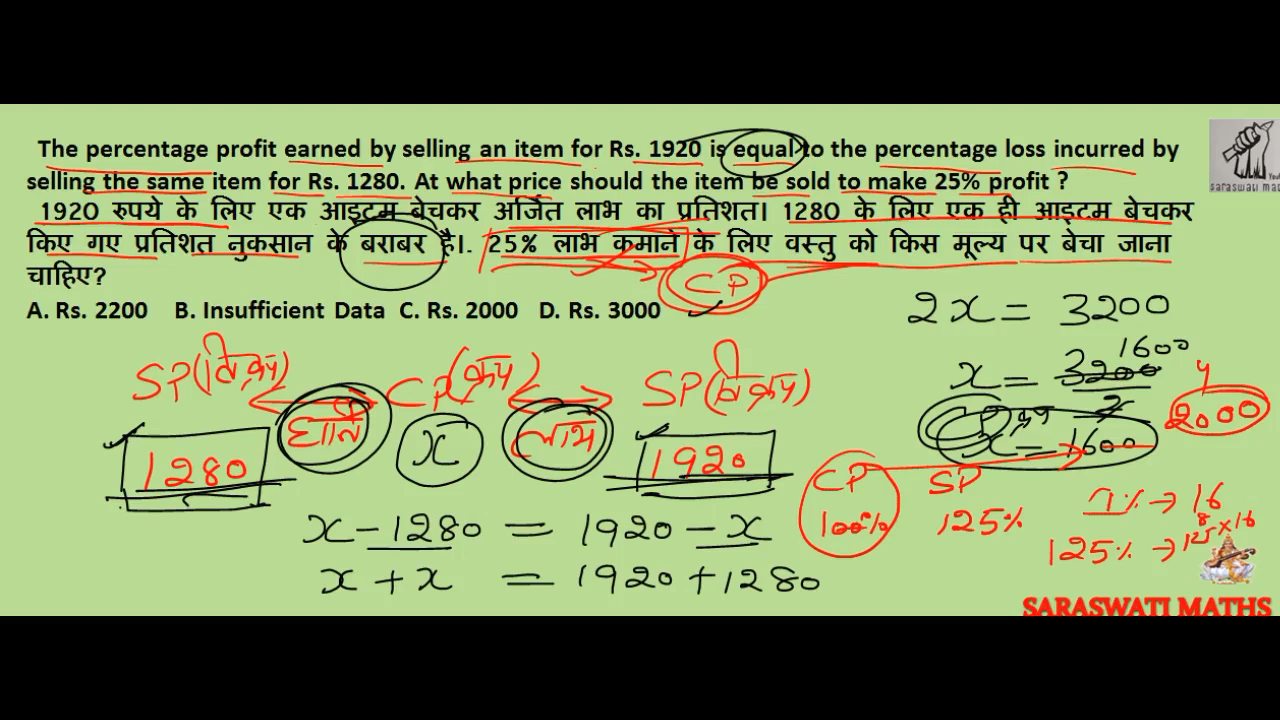 The percentage profit earned by selling an item for Rs. 1920 is equal to the percentage loss incurred by
selling the same item for Rs. 1280. At what price should the item be sold to make 25% profit ?
1920 रुपये के लिए एक आइटम बेचकर अर्जित लाभ का प्रतिशत। 1280 के लिए एक ही आइटम बेचकर
किए गए प्रतिशत नुकसान के बराबर है।. 25% लाभ कमाने के लिए वस्तु को किस मूल्य पर बेचा जाना
चाहिए?
CP
A. Rs. 2200 B. Insufficient Data C. Rs. 2000 D. Rs. 3000
2x = 3200
SP(विक्रय) CP(क्रय) SP(विक्रय)
1600
x = 3200
2
हानि x लाभ
1280 1920
CP x = 1600
y
2000
CP SP
100% 125%
1% → 16
8
125% → 125 x 16
x - 1280 = 1920 - x
x + x = 1920 + 1280
saraswati maths
SARASWATI MATHS